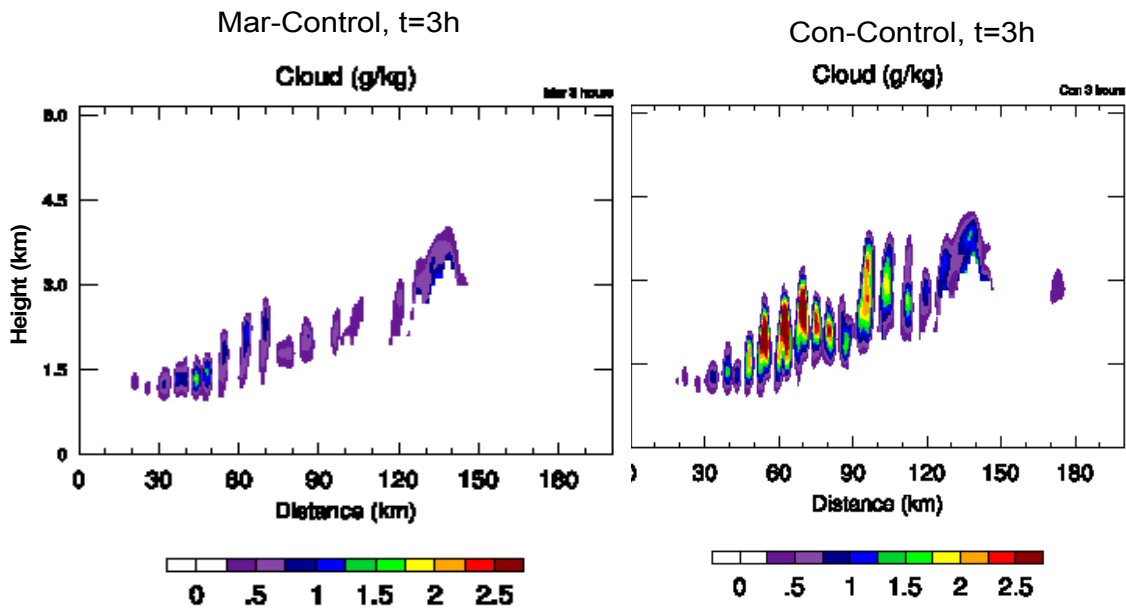 Mar-Control, t=3h
Cloud (g/kg)
Mar 3 hours
6.0
4.5
3.0
1.5
0
Height (km)
0 30 60 90 120 150 180
Distance (km)
0 .5 1 1.5 2 2.5
Con-Control, t=3h
Cloud (g/kg)
Con 3 hours
30 60 90 120 150 180
Distance (km)
0 .5 1 1.5 2 2.5